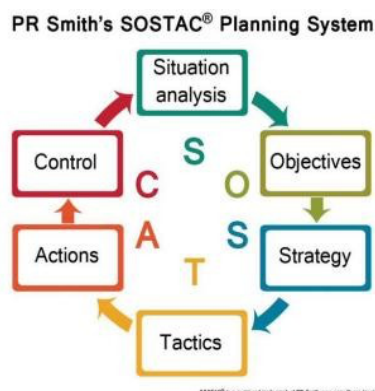 PR Smith's SOSTAC® Planning System
Situation
analysis
Objectives
Strategy
Tactics
Actions
Control
S
O
S
T
A
C